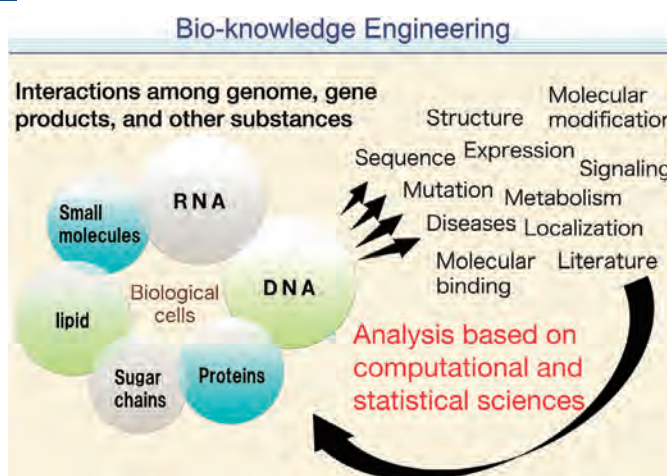 Bio-knowledge Engineering
Interactions among genome, gene
products, and other substances
Molecular
modification
Structure
Sequence
Expression
Signaling
Mutation
Metabolism
Diseases
Localization
Molecular
binding
Literature
RNA
Small
molecules
DNA
Biological
cells
lipid
Sugar
chains
Proteins
Analysis based on
computational and
statistical sciences